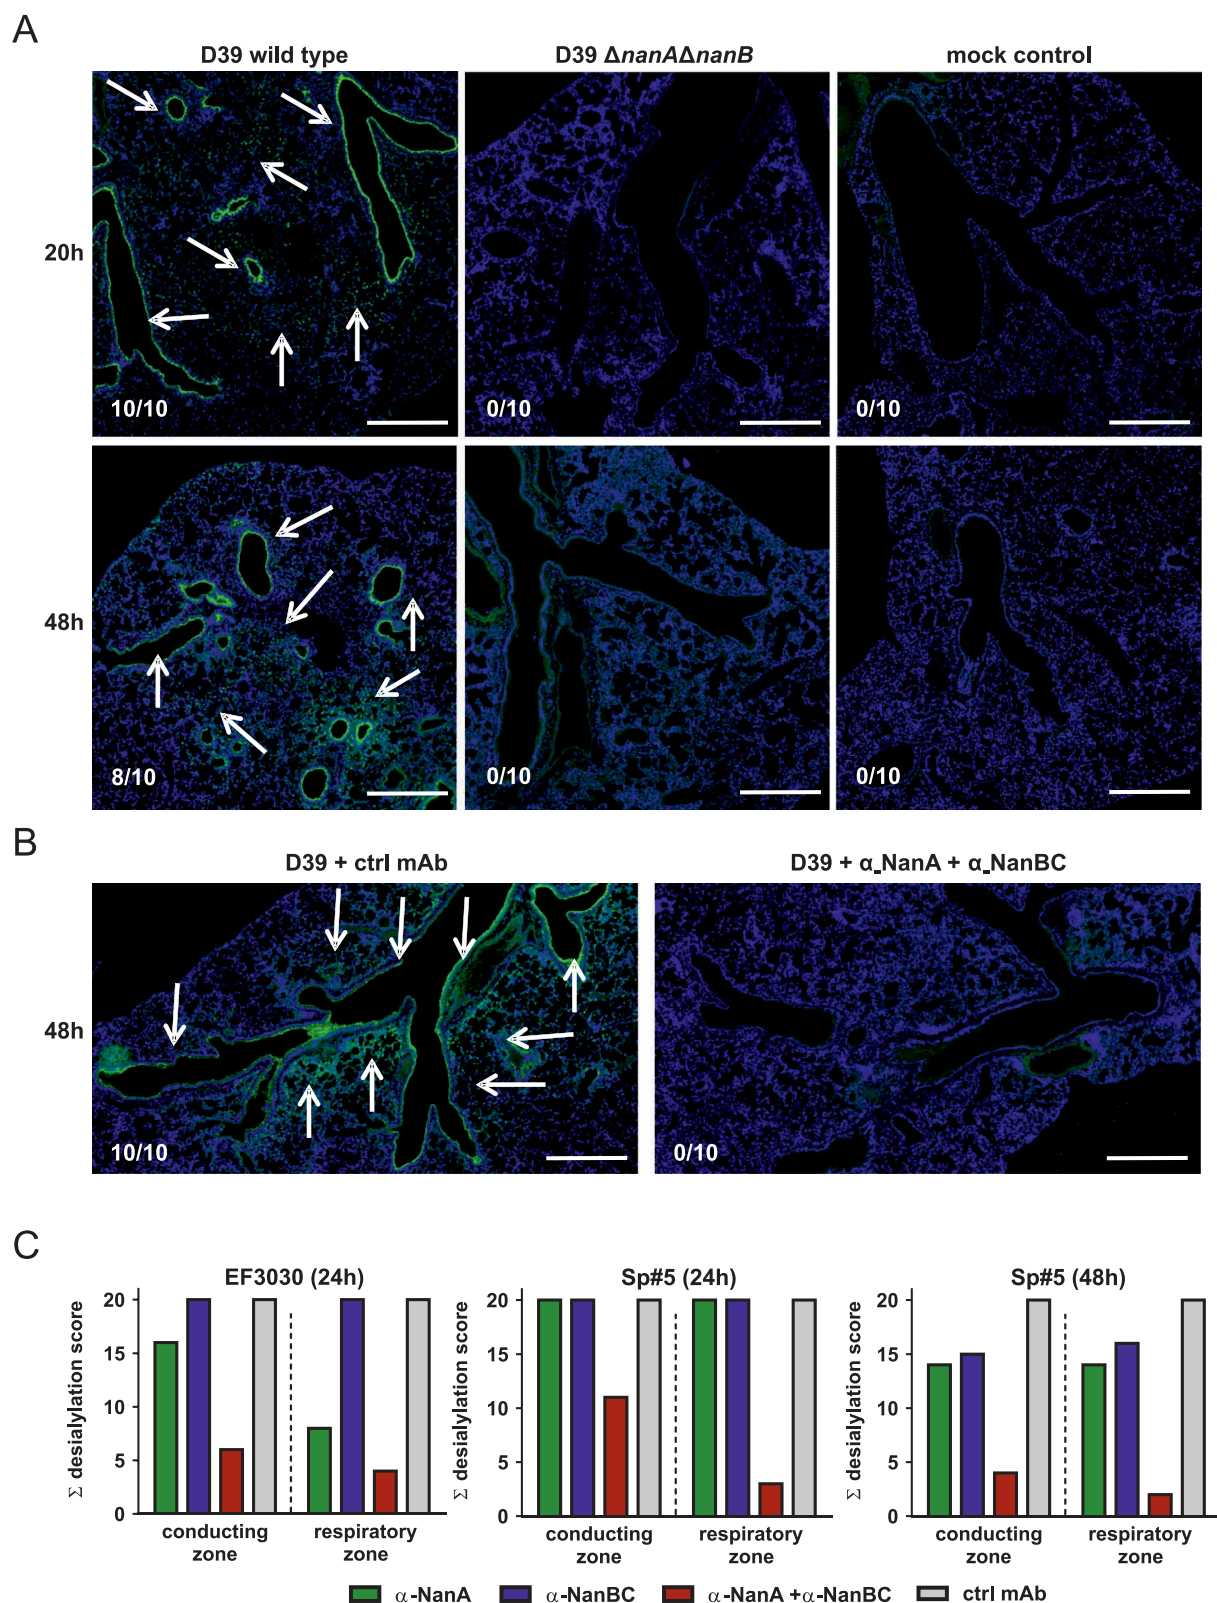 A
D39 wild type
D39 ΔnanAΔnanB
mock control
20h
10/10
0/10
0/10
48h
8/10
0/10
0/10
B
D39 + ctrl mAb
D39 + α-NanA + α-NanBC
48h
10/10
0/10
C
EF3030 (24h)
Σ desialylation score
20
15
10
5
0
conducting
zone
respiratory
zone
Sp#5 (24h)
Σ desialylation score
20
15
10
5
0
conducting
zone
respiratory
zone
Sp#5 (48h)
Σ desialylation score
20
15
10
5
0
conducting
zone
respiratory
zone
α-NanA
α-NanBC
α-NanA +α-NanBC
ctrl mAb